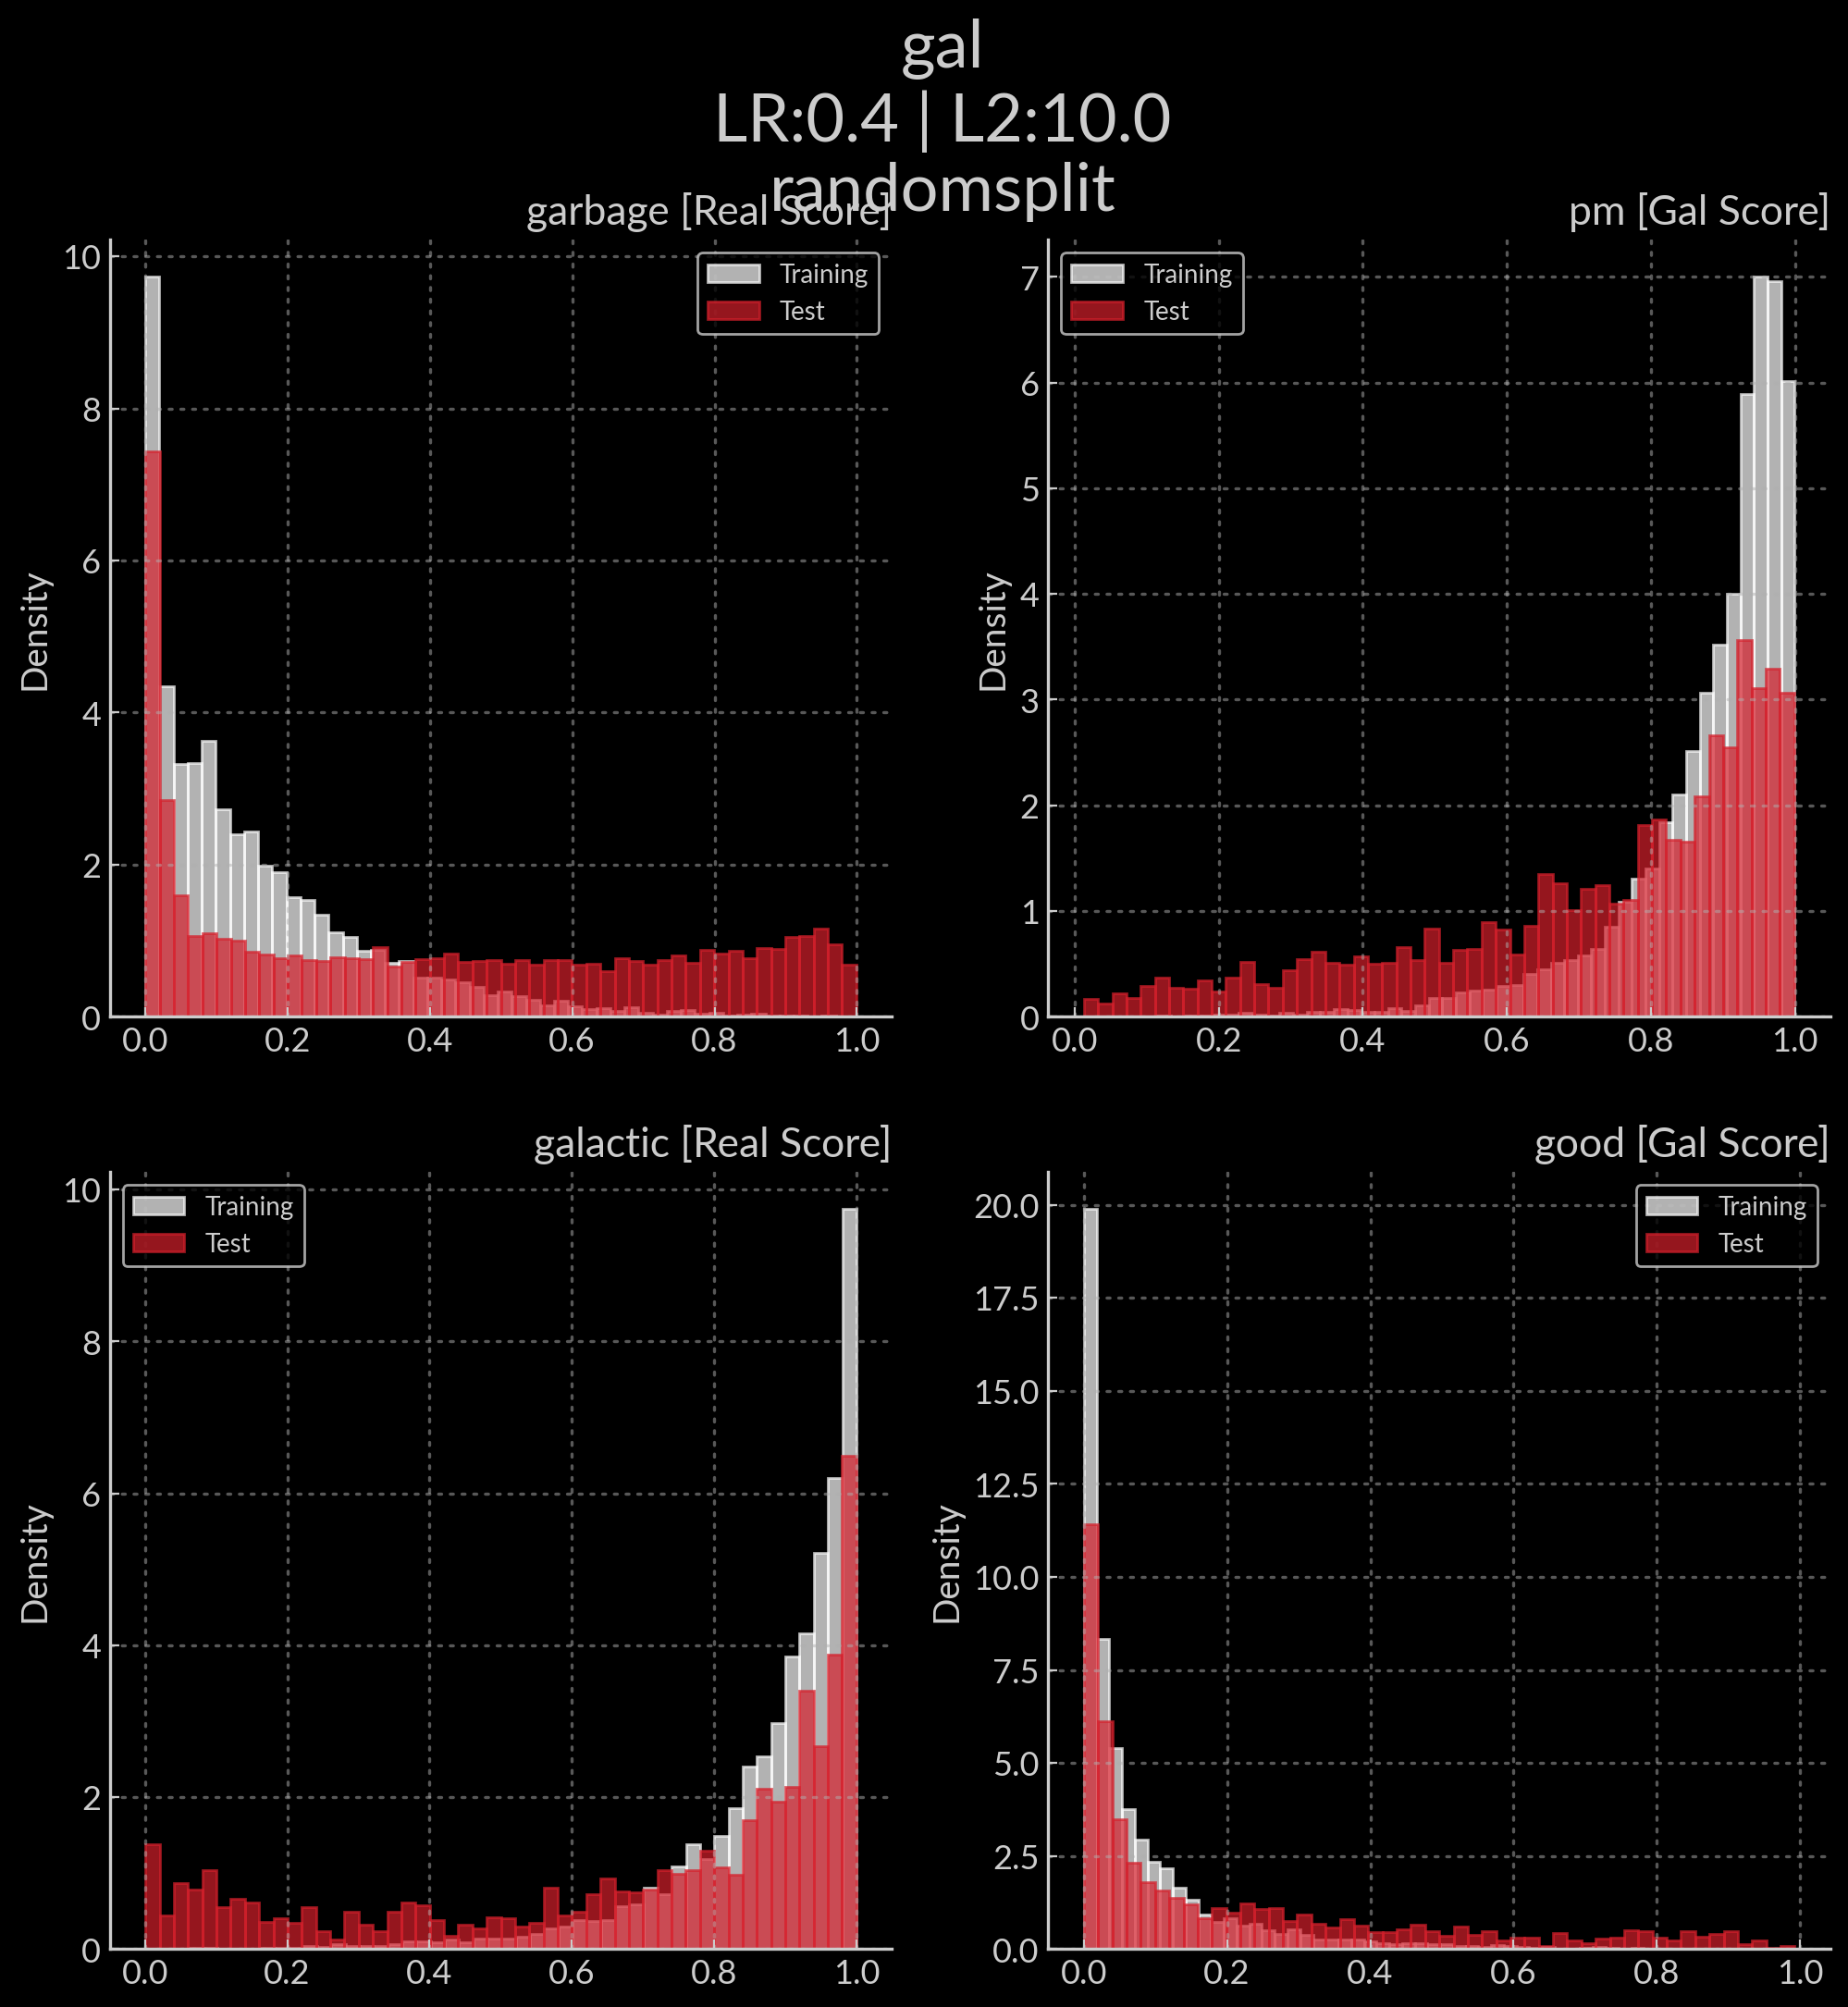 gal
LR:0.4 | L2:10.0
randomsplit
garbage [Real Score]
Training
Test
Density
10
8
6
4
2
0
0.0 0.2 0.4 0.6 0.8 1.0
pm [Gal Score]
Training
Test
Density
7
6
5
4
3
2
1
0
0.0 0.2 0.4 0.6 0.8 1.0
galactic [Real Score]
Training
Test
Density
10
8
6
4
2
0
0.0 0.2 0.4 0.6 0.8 1.0
good [Gal Score]
Training
Test
Density
20.0
17.5
15.0
12.5
10.0
7.5
5.0
2.5
0.0
0.0 0.2 0.4 0.6 0.8 1.0